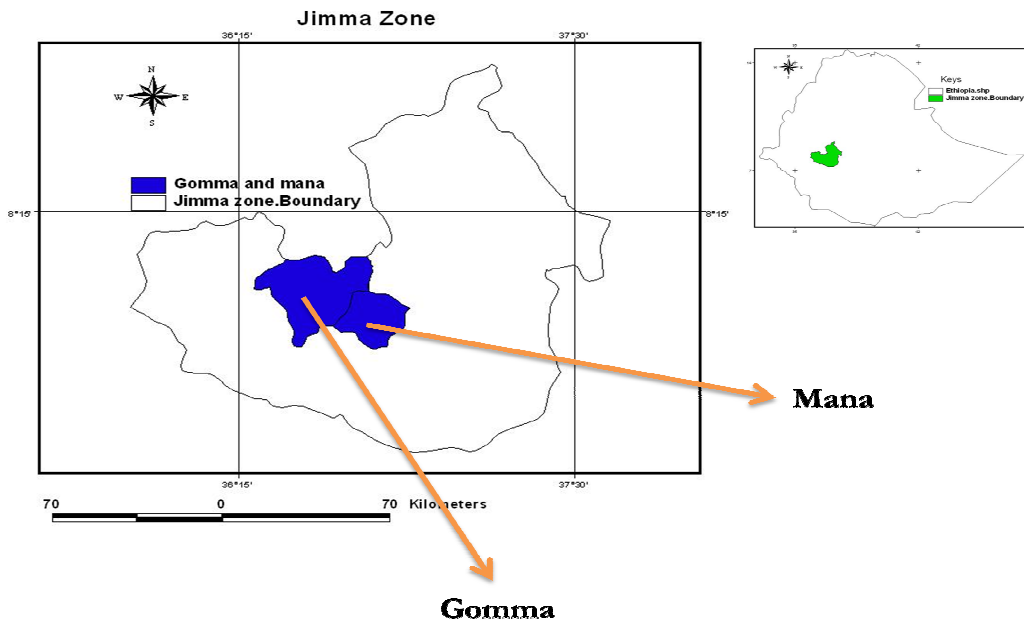 Jimma Zone
36°15'
37°30'
N
W
E
S
Gomma and mana
Jimma zone.Boundary
8°15'
8°15'
36°15'
37°30'
70
0
70
Kilometers
Mana
Gomma
Keys
Ethiopia.shp
Jimma zone.Boundary